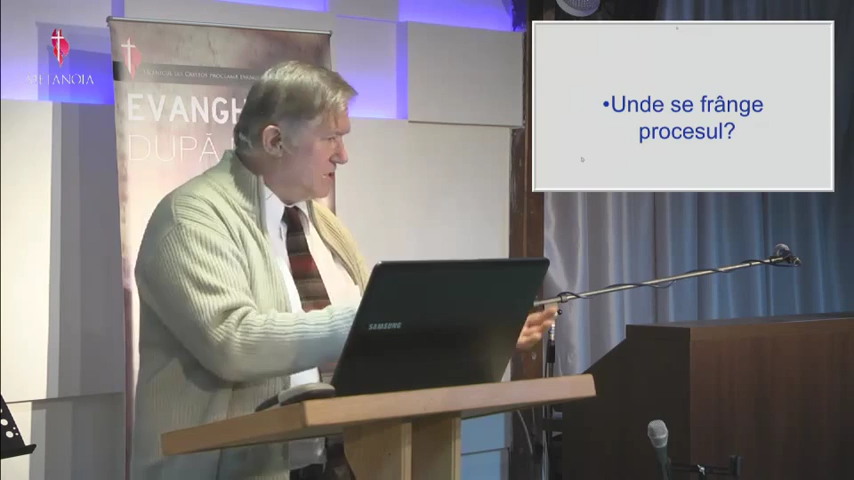 METANOIA
EVANGH
DUPĂ
•Unde se frânge
procesul?
SAMSUNG